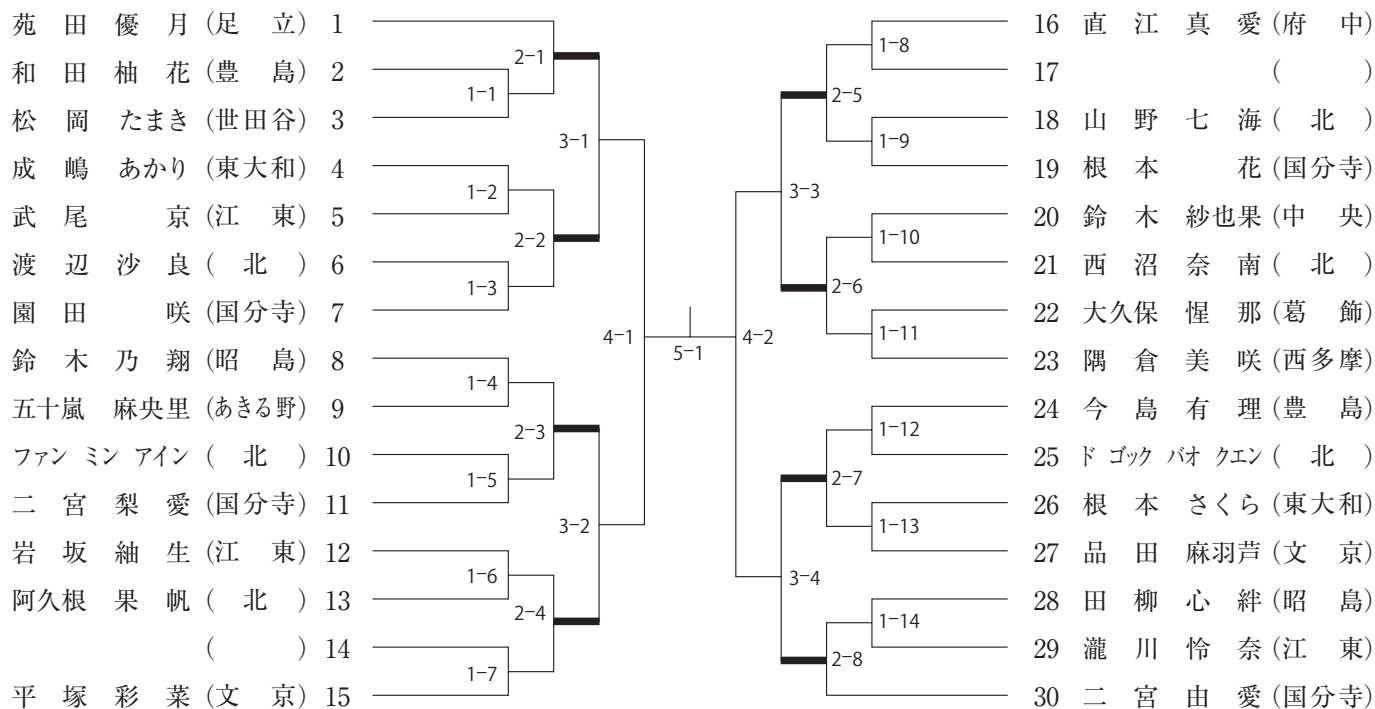 苑田優月（足立）1
和田柚花（豊島）2
松岡たまき（世田谷）3
成嶋あかり（東大和）4
武尾京（江東）5
渡辺沙良（北）6
園田咲（国分寺）7
鈴木乃翔（昭島）8
五十嵐麻央里（あきる野）9
ファン ミン アイン（北）10
二宮梨愛（国分寺）11
岩坂紬生（江東）12
阿久根果帆（北）13
（　）14
平塚彩菜（文京）15
2-1
1-1
3-1
1-2
2-2
1-3
4-1
1-4
2-3
1-5
3-2
1-6
2-4
1-7
5-1
1-8
2-5
1-9
3-3
1-10
2-6
1-11
4-2
1-12
2-7
1-13
3-4
1-14
2-8
16 直江真愛（府中）
17（　）
18 山野七海（北）
19 根本花（国分寺）
20 鈴木紗也果（中央）
21 西沼奈南（北）
22 大久保惺那（葛飾）
23 隅倉美咲（西多摩）
24 今島有理（豊島）
25 ド ゴック バオ クエン（北）
26 根本さくら（東大和）
27 品田麻羽芦（文京）
28 田柳心絆（昭島）
29 瀧川怜奈（江東）
30 二宮由愛（国分寺）